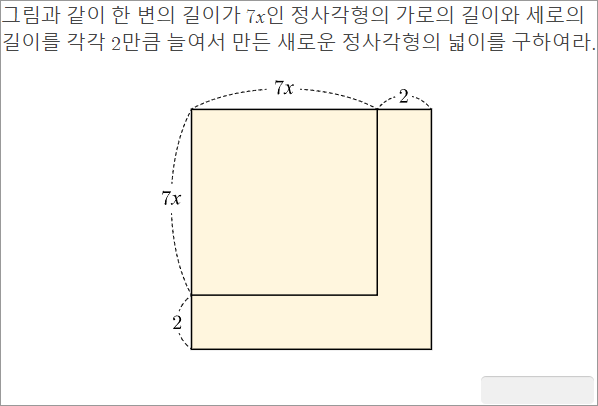 그림과 같이 한 변의 길이가 7x인 정사각형의 가로의 길이와 세로의
길이를 각각 2만큼 늘여서 만든 새로운 정사각형의 넓이를 구하여라.
7x
2
7x
2